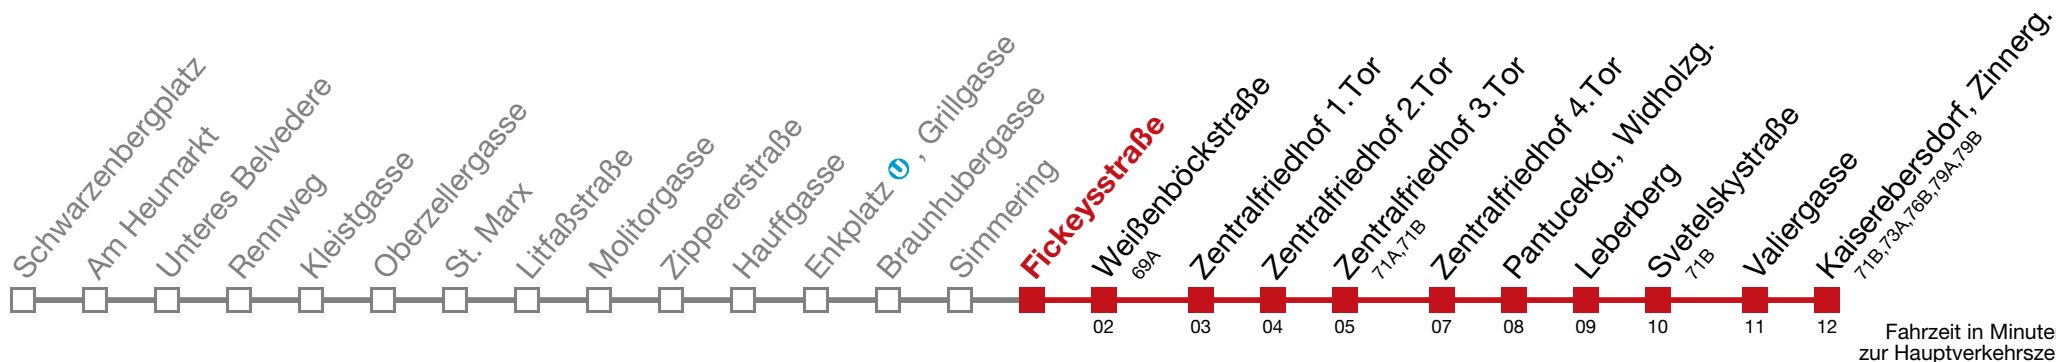 Schwarzenbergplatz
Am Heumarkt
Unteres Belvedere
Rennweg
Kleistgasse
Oberzellergasse
St. Marx
Litfaßstraße
Molitorgasse
Zippererstraße
Hauffgasse
Enkplatz U , Grillgasse
Braunhubergasse
Simmering
Fickeysstraße
Weißenböckstraße
69A
Zentralfriedhof 1.Tor
Zentralfriedhof 2.Tor
Zentralfriedhof 3.Tor
71A,71B
Zentralfriedhof 4.Tor
Pantucekg., Widholzg.
Leberberg
Svetelskystraße
71B
Valiergasse
Kaiserebersdorf, Zinnerg.
71B,73A,76B,79A,79B
02 03 04 05 07 08 09 10 11 12
Fahrzeit in Minute
zur Hauptverkehrsze